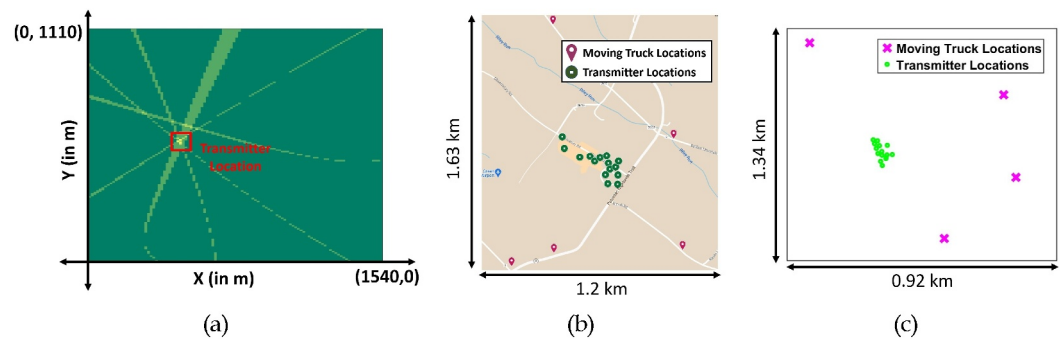 (0, 1110)
Y (in m)
Transmitter
Location
X (in m)
(1540,0)
(a)
1.63 km
Moving Truck Locations
Transmitter Locations
1.2 km
(b)
1.34 km
Moving Truck Locations
Transmitter Locations
0.92 km
(c)